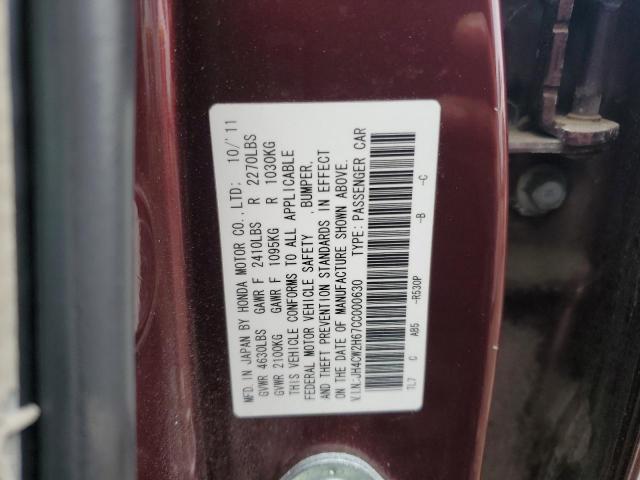 MFD. IN JAPAN BY HONDA MOTOR CO., LTD: 10/'11
GVWR 4630LBS GAWR F 2410LBS R 2270LBS
GVWR 2100KG GAWR F 1095KG R 1030KG
THIS VEHICLE CONFORMS TO ALL APPLICABLE
FEDERAL MOTOR VEHICLE SAFETY ,BUMPER,
AND THEFT PREVENTION STANDARDS IN EFFECT
ON THE DATE OF MANUFACTURE SHOWN ABOVE.
V.I.N:JH4CW2H67CC000630 TYPE: PASSENGER CAR
TL7 C AB5 -R530P -B -C